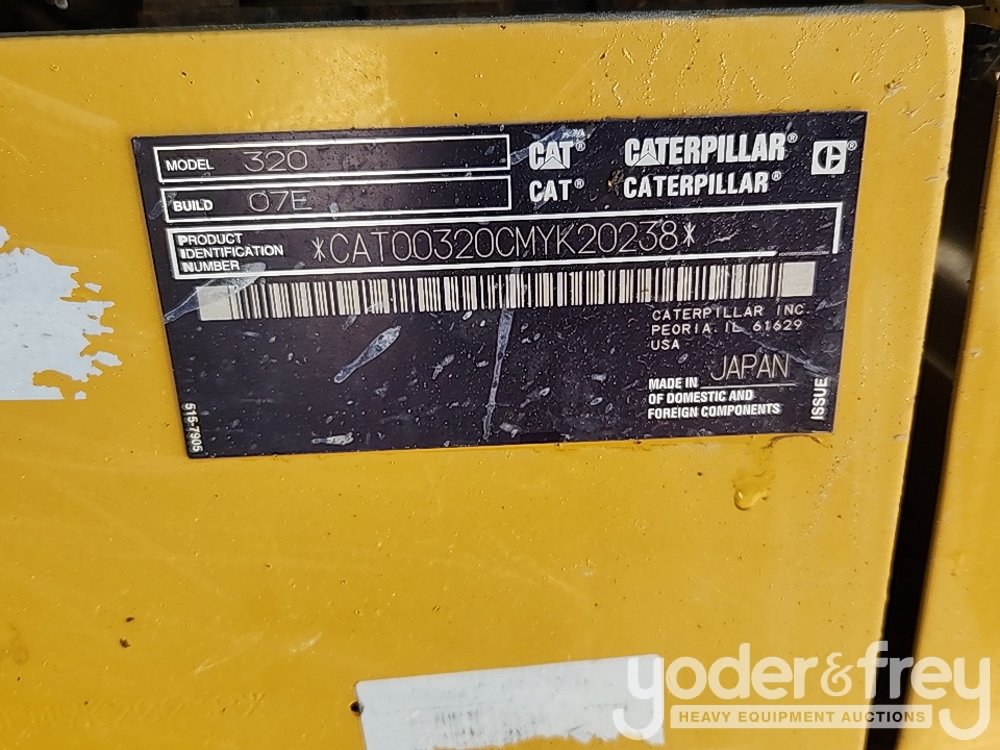 MODEL 320
BUILD 07E
CAT® CATERPILLAR® ®
CAT® CATERPILLAR®
PRODUCT
IDENTIFICATION
NUMBER
*CAT00320CMYK20238*
CATERPILLAR INC
PEORIA IL 61629
USA
MADE IN JAPAN
OF DOMESTIC AND
FOREIGN COMPONENTS
ISSUE
515-7905
yoder&frey
HEAVY EQUIPMENT AUCTIONS